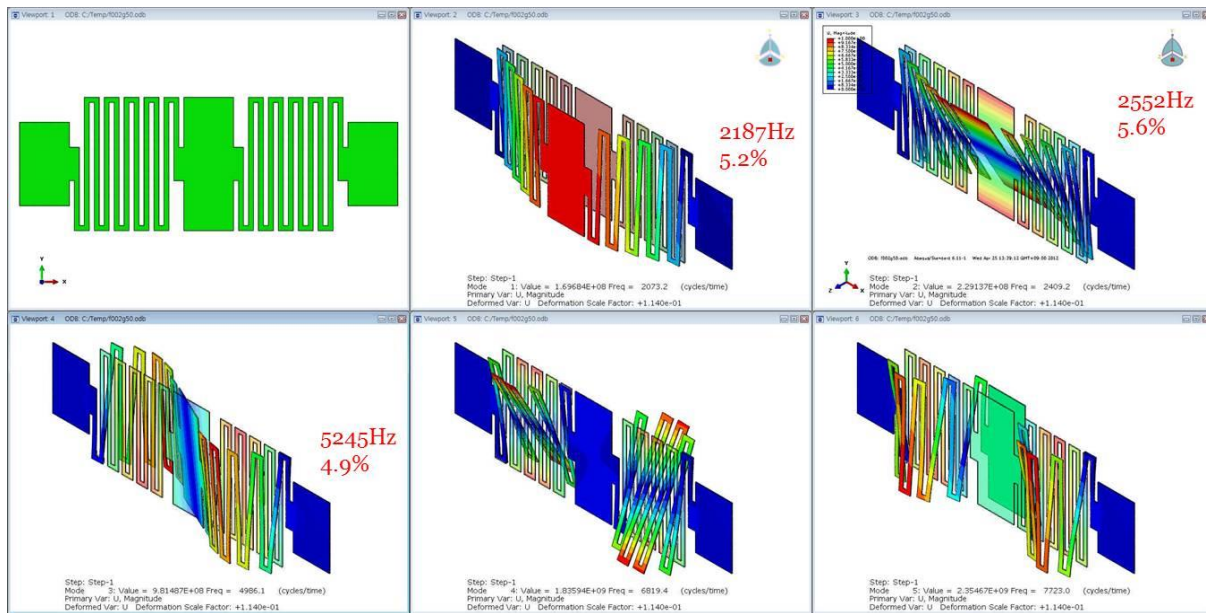 Viewport: 1 ODB: C:/Temp/f002g50.odb
Y
X
Viewport: 2 ODB: C:/Temp/f002g50.odb
2187Hz
5.2%
Step: Step-1
Mode 1: Value = 1.69684E+08 Freq = 2073.2 (cycles/time)
Primary Var: U, Magnitude
Deformed Var: U Deformation Scale Factor: +1.140e-01
Viewport: 3 ODB: C:/Temp/f002g50.odb
U, Magnitude
2552Hz
5.6%
Y
Z
X
Step: Step-1
Mode 2: Value = 2.29137E+08 Freq = 2409.2 (cycles/time)
Primary Var: U, Magnitude
Deformed Var: U Deformation Scale Factor: +1.140e-01
Viewport: 4 ODB: C:/Temp/f002g50.odb
5245Hz
4.9%
Step: Step-1
Mode 3: Value = 9.81487E+08 Freq = 4986.1 (cycles/time)
Primary Var: U, Magnitude
Deformed Var: U Deformation Scale Factor: +1.140e-01
Viewport: 5 ODB: C:/Temp/f002g50.odb
Step: Step-1
Mode 4: Value = 1.83594E+09 Freq = 6819.4 (cycles/time)
Primary Var: U, Magnitude
Deformed Var: U Deformation Scale Factor: +1.140e-01
Viewport: 6 ODB: C:/Temp/f002g50.odb
Step: Step-1
Mode 5: Value = 2.35467E+09 Freq = 7723.0 (cycles/time)
Primary Var: U, Magnitude
Deformed Var: U Deformation Scale Factor: +1.140e-01